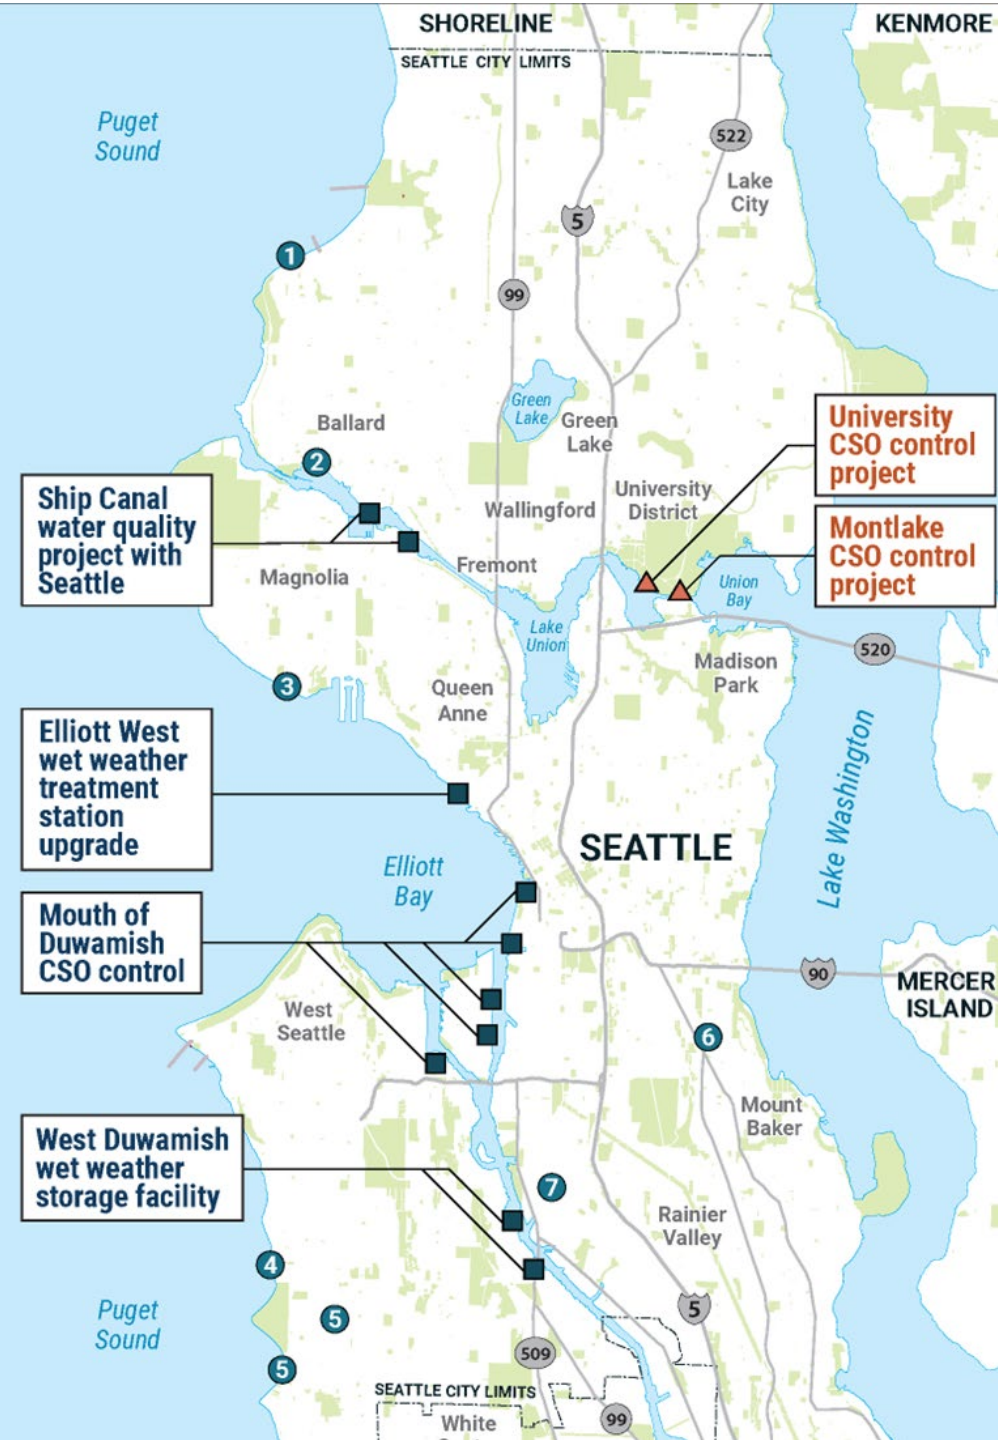 SHORELINE
KENMORE
SEATTLE CITY LIMITS
Puget
Sound
522
Lake
City
5
1
99
Green
Lake
Green
Lake
Ballard
University
CSO control
project
2
Ship Canal
water quality
project with
Seattle
Wallingford
University
District
Montlake
CSO control
project
Magnolia
Fremont
Union
Bay
Lake
Union
520
Madison
Park
3
Queen
Anne
Elliott West
wet weather
treatment
station
upgrade
Lake Washington
SEATTLE
Elliott
Bay
Mouth of
Duwamish
CSO control
90
MERCER
ISLAND
West
Seattle
6
Mount
Baker
West Duwamish
wet weather
storage facility
7
Rainier
Valley
4
Puget
Sound
5
5
5
509
SEATTLE CITY LIMITS
99
White